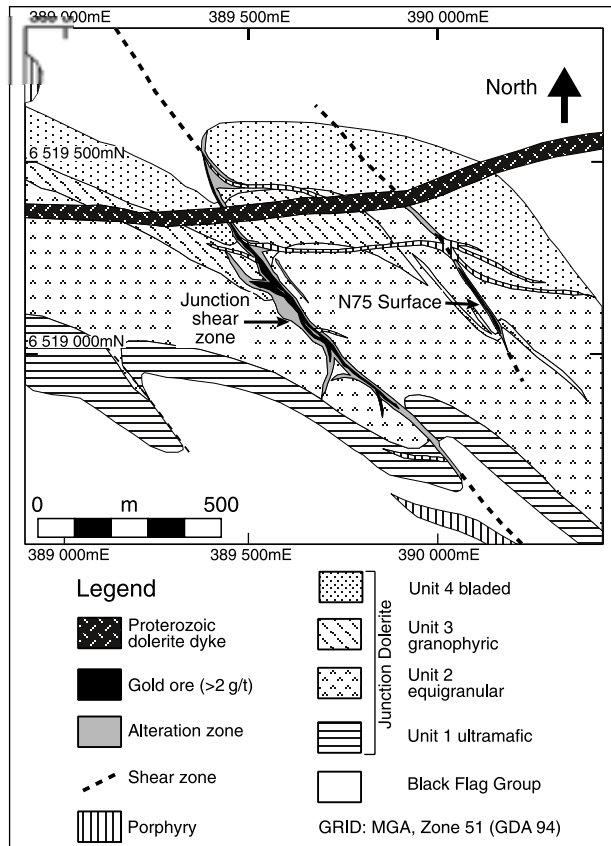 389 000mE 389 500mE 390 000mE
North
6 519 500mN
Junction
shear
zone
N75 Surface
6 519 000mN
0 m 500
389 000mE 389 500mE 390 000mE
Legend
Proterozoic
dolerite dyke
Gold ore (>2 g/t)
Alteration zone
Shear zone
Porphyry
Junction Dolerite
Unit 4 bladed
Unit 3
granophyric
Unit 2
equigranular
Unit 1 ultramafic
Black Flag Group
GRID: MGA, Zone 51 (GDA 94)